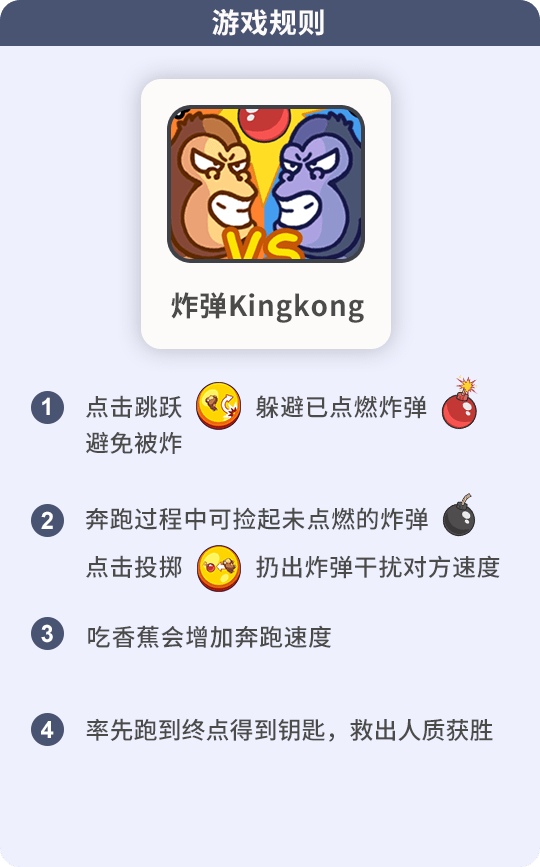 游戏规则
VS
炸弹Kingkong
1 点击跳跃 躲避已点燃炸弹
避免被炸
2 奔跑过程中可捡起未点燃的炸弹
点击投掷 扔出炸弹干扰对方速度
3 吃香蕉会增加奔跑速度
4 率先跑到终点得到钥匙，救出人质获胜